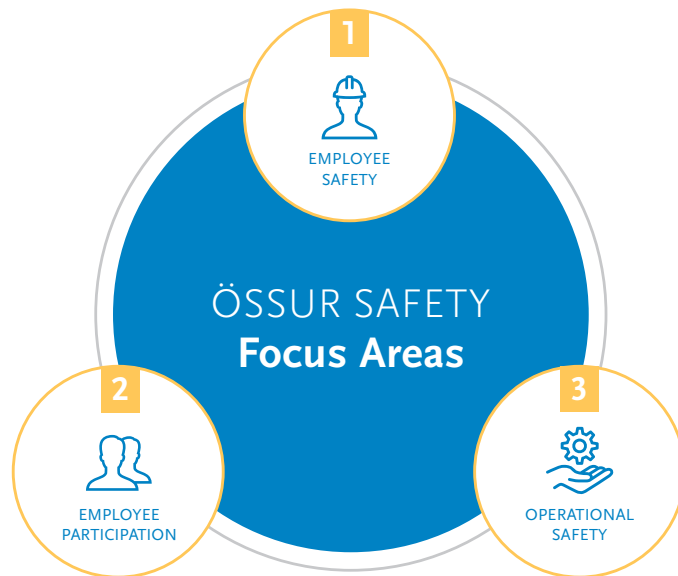 1
EMPLOYEE
SAFETY
ÖSSUR SAFETY
Focus Areas
2
EMPLOYEE
PARTICIPATION
3
OPERATIONAL
SAFETY